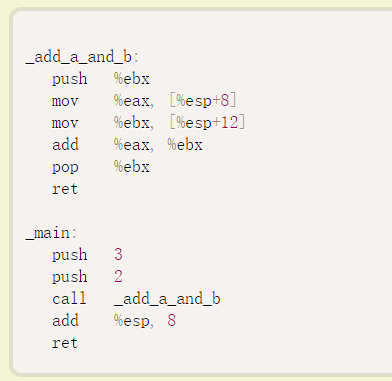 _add_a_and_b:
   push   %ebx
   mov    %eax, [%esp+8]
   mov    %ebx, [%esp+12]
   add    %eax, %ebx
   pop    %ebx
   ret

_main:
   push   3
   push   2
   call   _add_a_and_b
   add    %esp, 8
   ret